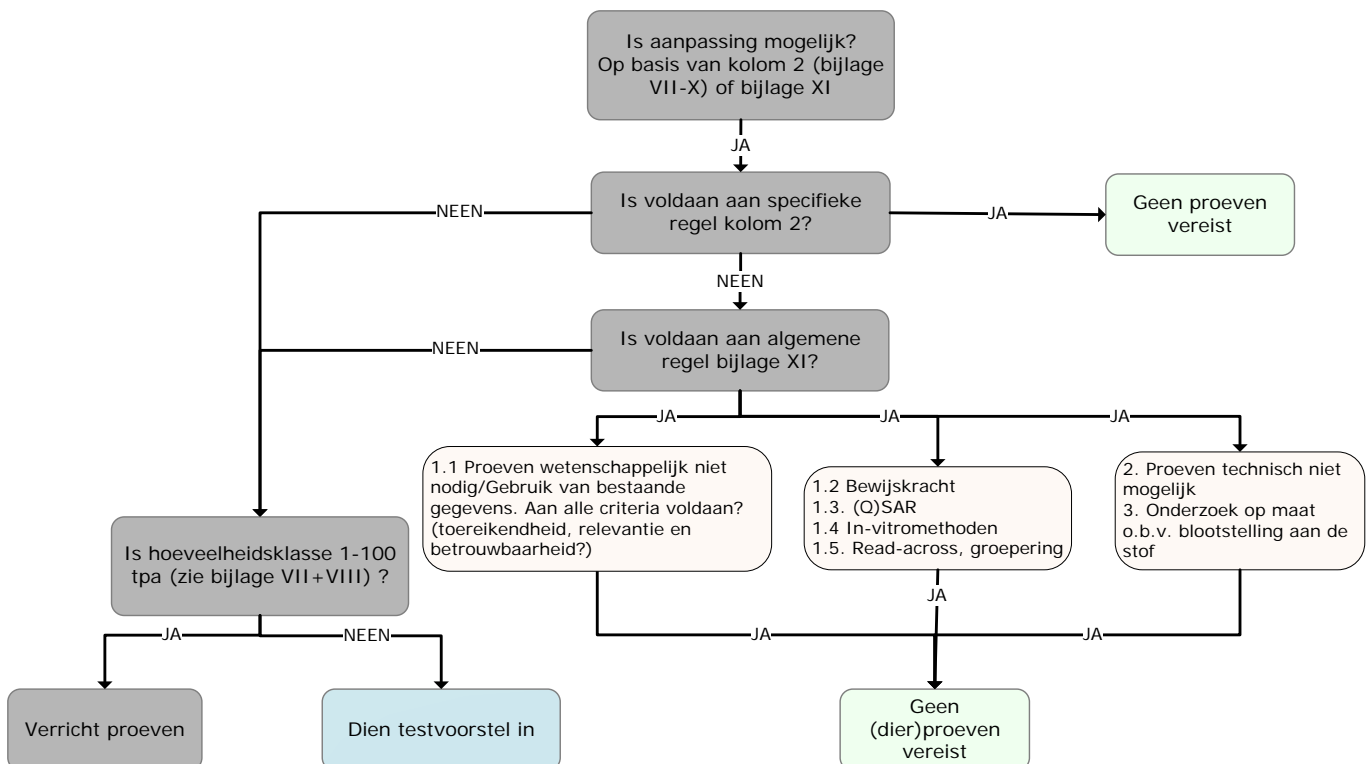 Is aanpassing mogelijk?
Op basis van kolom 2 (bijlage
VII-X) of bijlage XI
JA
Is voldaan aan specifieke
regel kolom 2?
NEEN
JA
Geen proeven
vereist
NEEN
Is voldaan aan algemene
regel bijlage XI?
NEEN
JA
JA
JA
1.1 Proeven wetenschappelijk niet
nodig/Gebruik van bestaande
gegevens. Aan alle criteria voldaan?
(toereikendheid, relevantie en
betrouwbaarheid?)
1.2 Bewijskracht
1.3. (Q)SAR
1.4 In-vitromethoden
1.5. Read-across, groepering
2. Proeven technisch niet
mogelijk
3. Onderzoek op maat
o.b.v. blootstelling aan de
stof
Is hoeveelheidsklasse 1-100
tpa (zie bijlage VII+VIII) ?
JA
NEEN
JA
JA
JA
Verricht proeven
Dien testvoorstel in
Geen
(dier)proeven
vereist